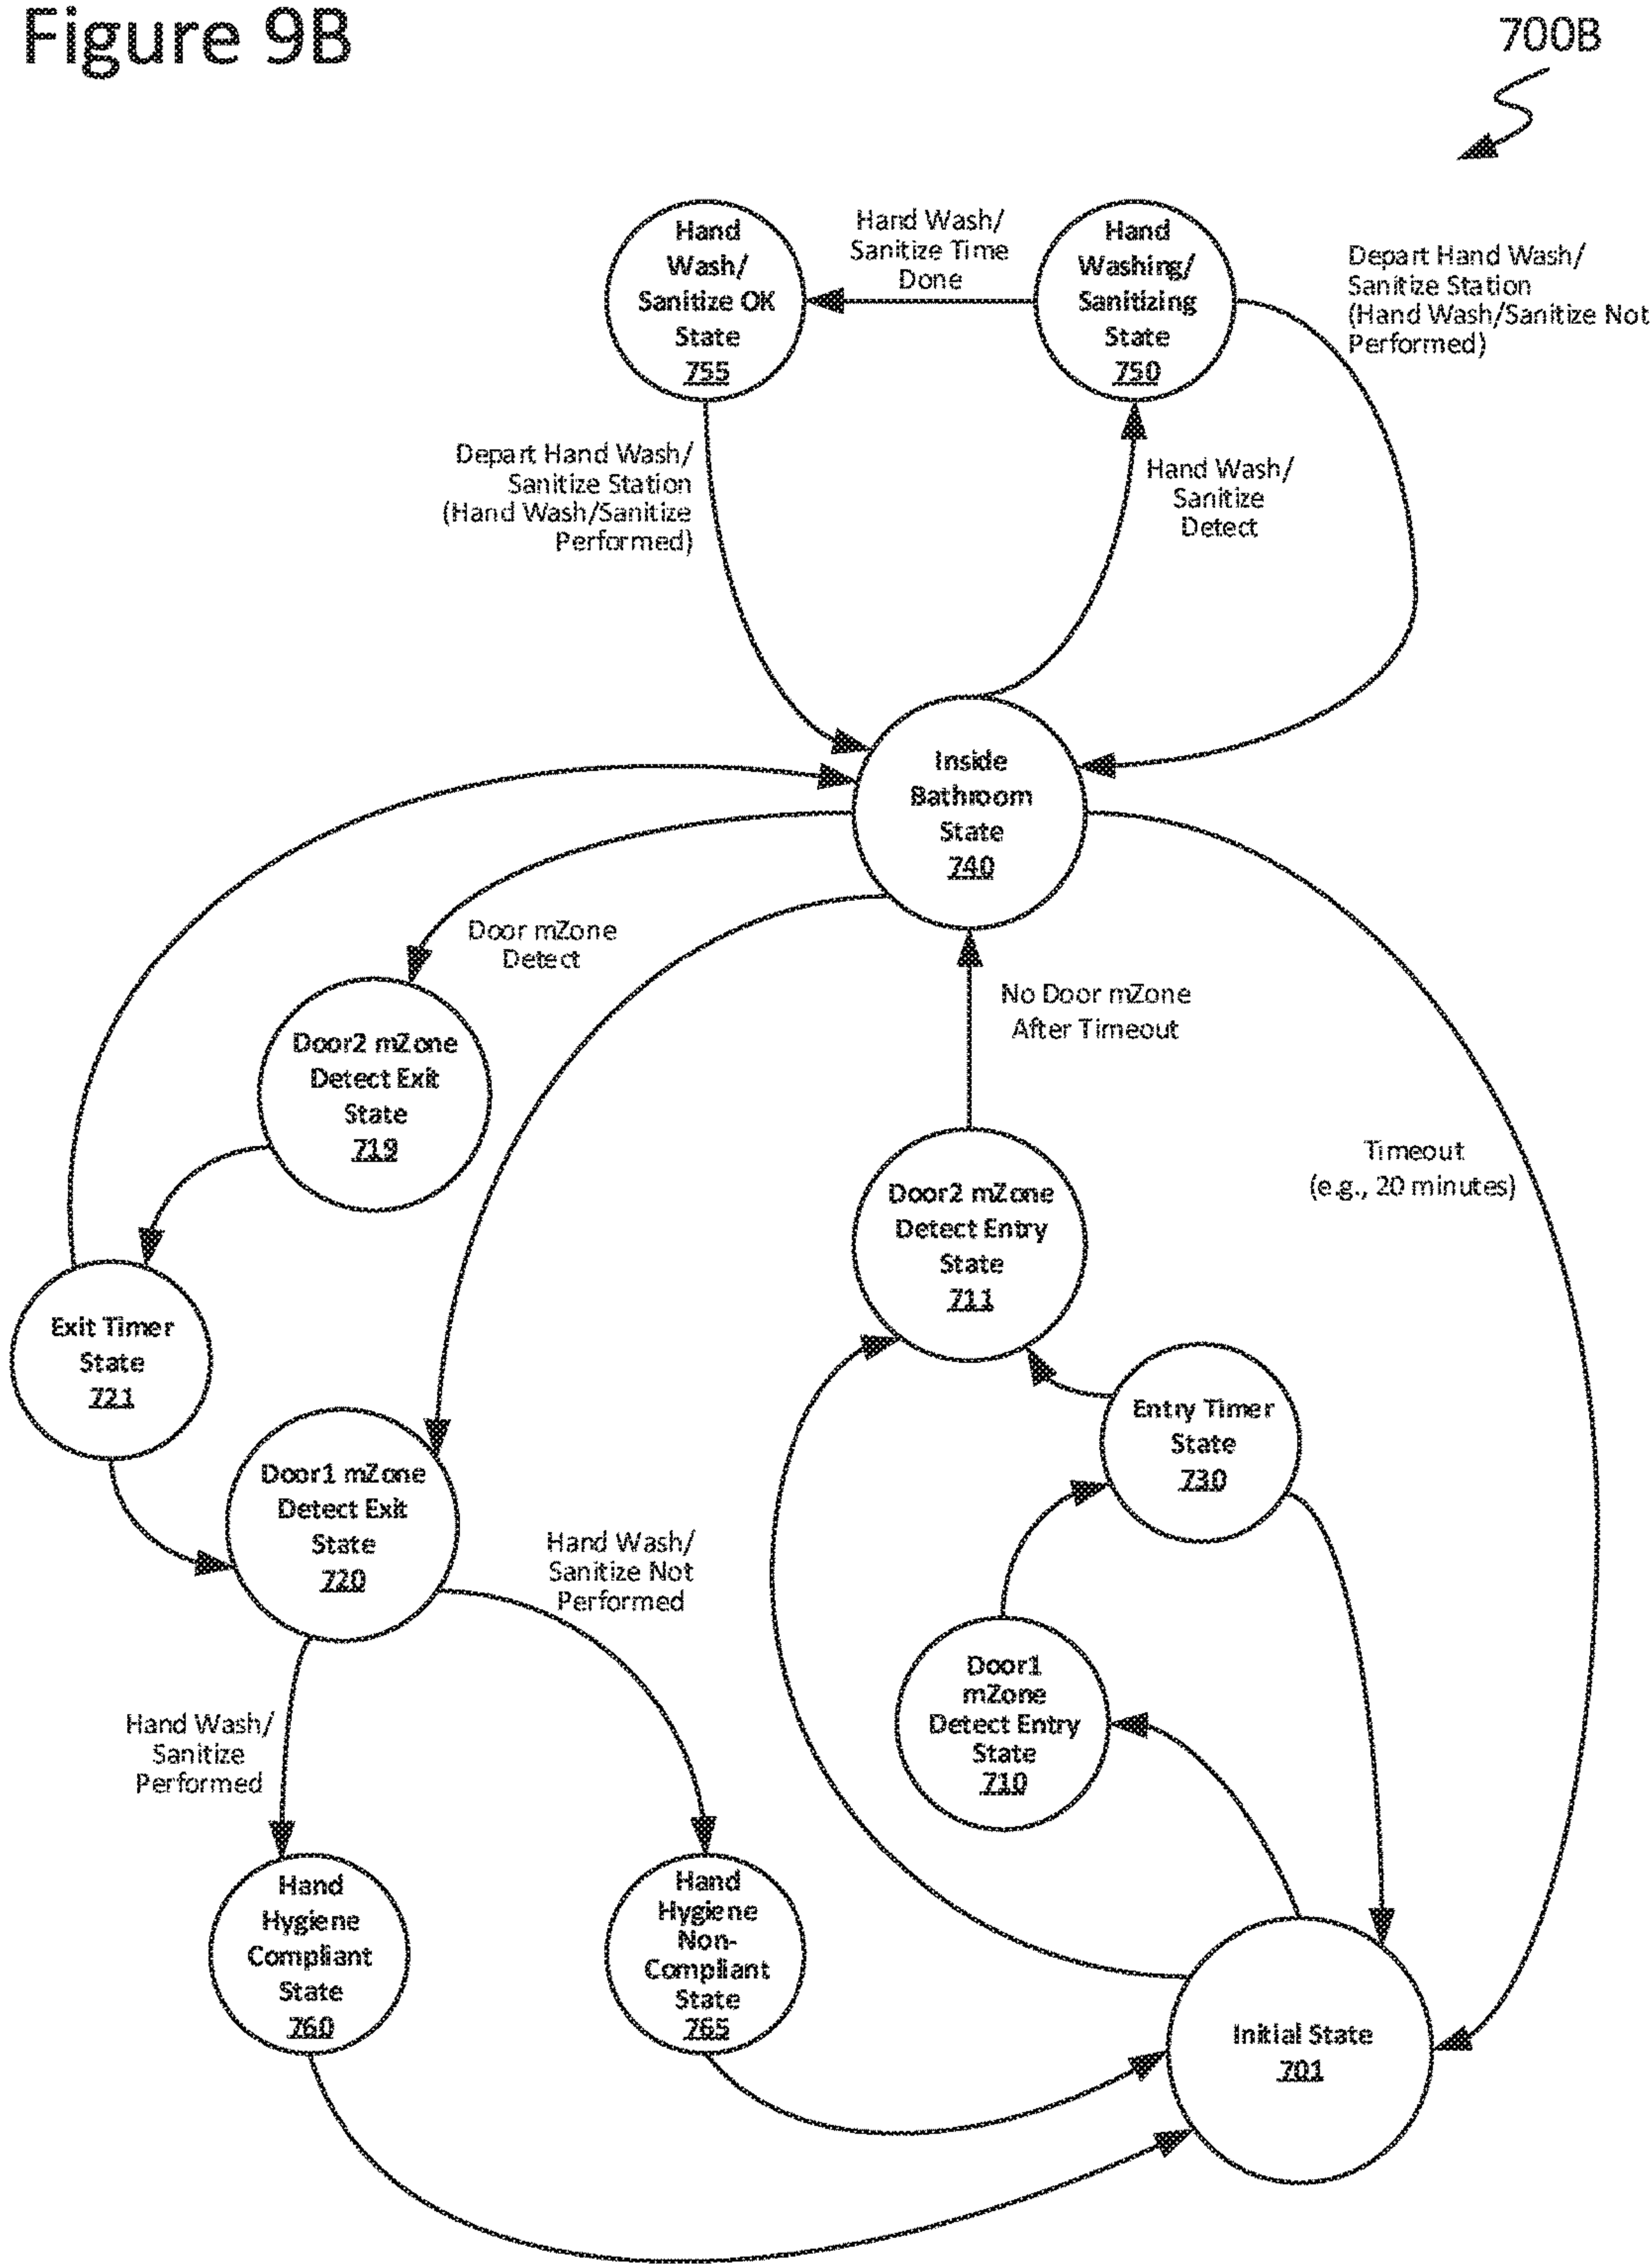 Figure 9B
700B
Hand
Wash/
Sanitize OK
State
755
Hand Wash/
Sanitize Time
Done
Hand
Washing/
Sanitizing
State
750
Depart Hand Wash/
Sanitize Station
(Hand Wash/Sanitize Not
Performed)
Depart Hand Wash/
Sanitize Station
(Hand Wash/Sanitize
Performed)
Hand Wash/
Sanitize
Detect
Inside
Bathroom
State
740
Door mZone
Detect
No Door mZone
After Timeout
Door2 mZone
Detect Exit
State
719
Timeout
(e.g., 20 minutes)
Door2 mZone
Detect Entry
State
711
Exit Timer
State
721
Entry Timer
State
730
Door1 mZone
Detect Exit
State
720
Hand Wash/
Sanitize Not
Performed
Door1
mZone
Detect Entry
State
710
Hand Wash/
Sanitize
Performed
Hand
Hygiene
Compliant
State
760
Hand
Hygiene
Non-
Compliant
State
765
Initial State
701